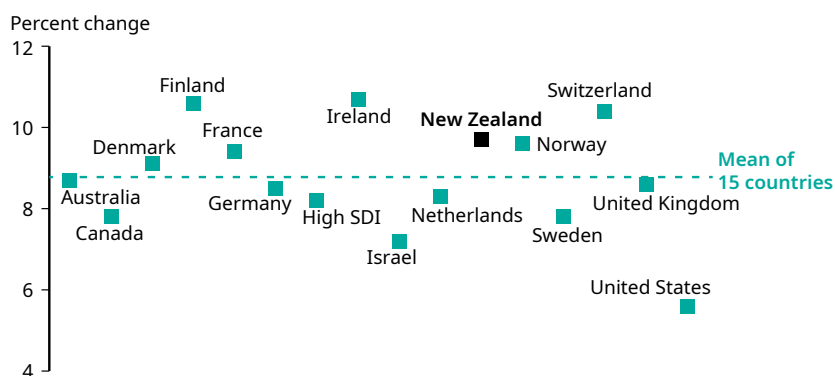 Percent change
12
Finland
Switzerland
Ireland
New Zealand
10
France
Denmark
Norway
Mean of
15 countries
Australia
Germany
High SDI
Netherlands
United Kingdom
8
Canada
Sweden
Israel
6
United States
4